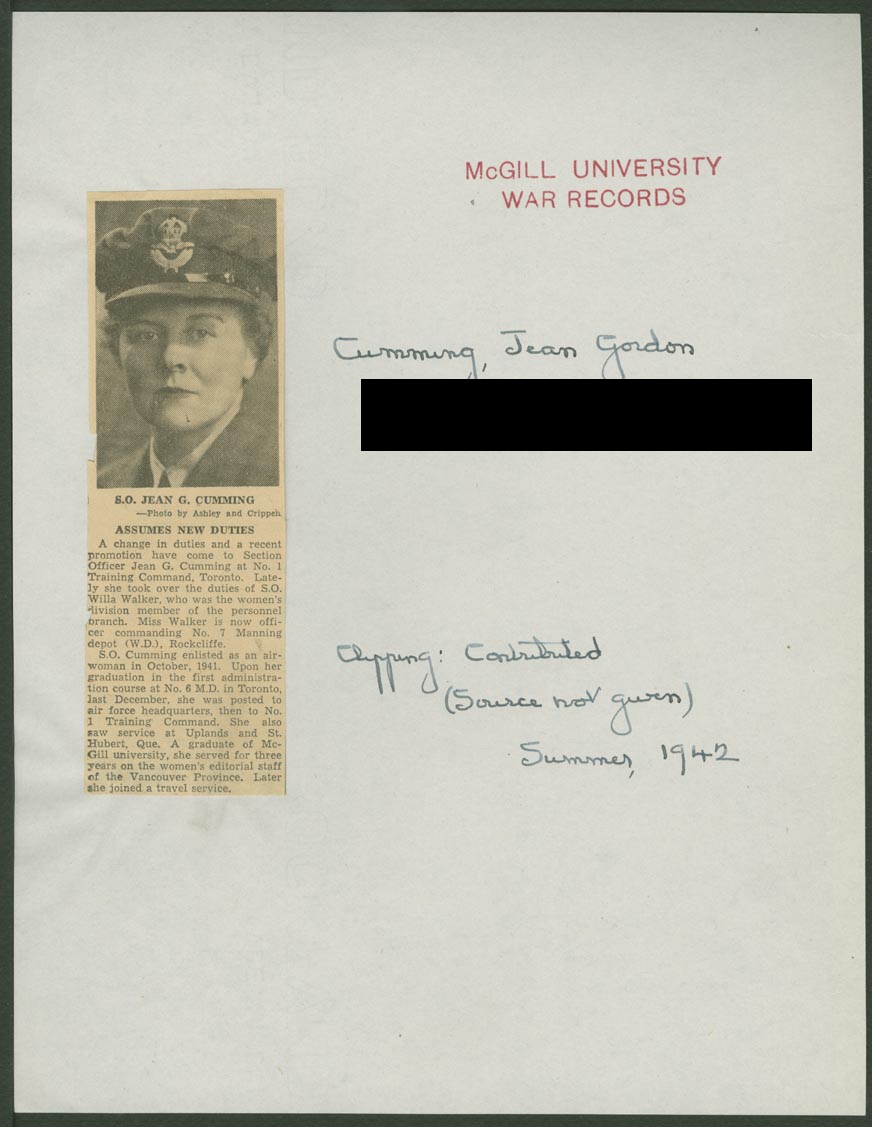 McGILL UNIVERSITY
WAR RECORDS
Cumming, Jean Gordon
S.O. JEAN G. CUMMING
—Photo by Ashley and Crippen
ASSUMES NEW DUTIES
A change in duties and a recent
promotion have come to Section
Officer Jean G. Cumming at No. 1
Training Command, Toronto. Late-
ly she took over the duties of S.O.
Willa Walker, who was the women's
division member of the personnel
branch. Miss Walker is now offi-
cer commanding No. 7 Manning
depot (W.D.), Rockcliffe.
S.O. Cumming enlisted as an air-
woman in October, 1941. Upon her
graduation in the first administra-
tion course at No. 6 M.D. in Toronto,
last December, she was posted to
air force headquarters, then to No.
1 Training Command. She also
saw service at Uplands and St.
Hubert, Que. A graduate of Mc-
Gill university, she served for three
years on the women's editorial staff
of the Vancouver Province. Later
she joined a travel service.
Clipping: Contributed
(Source not given)
Summer, 1942